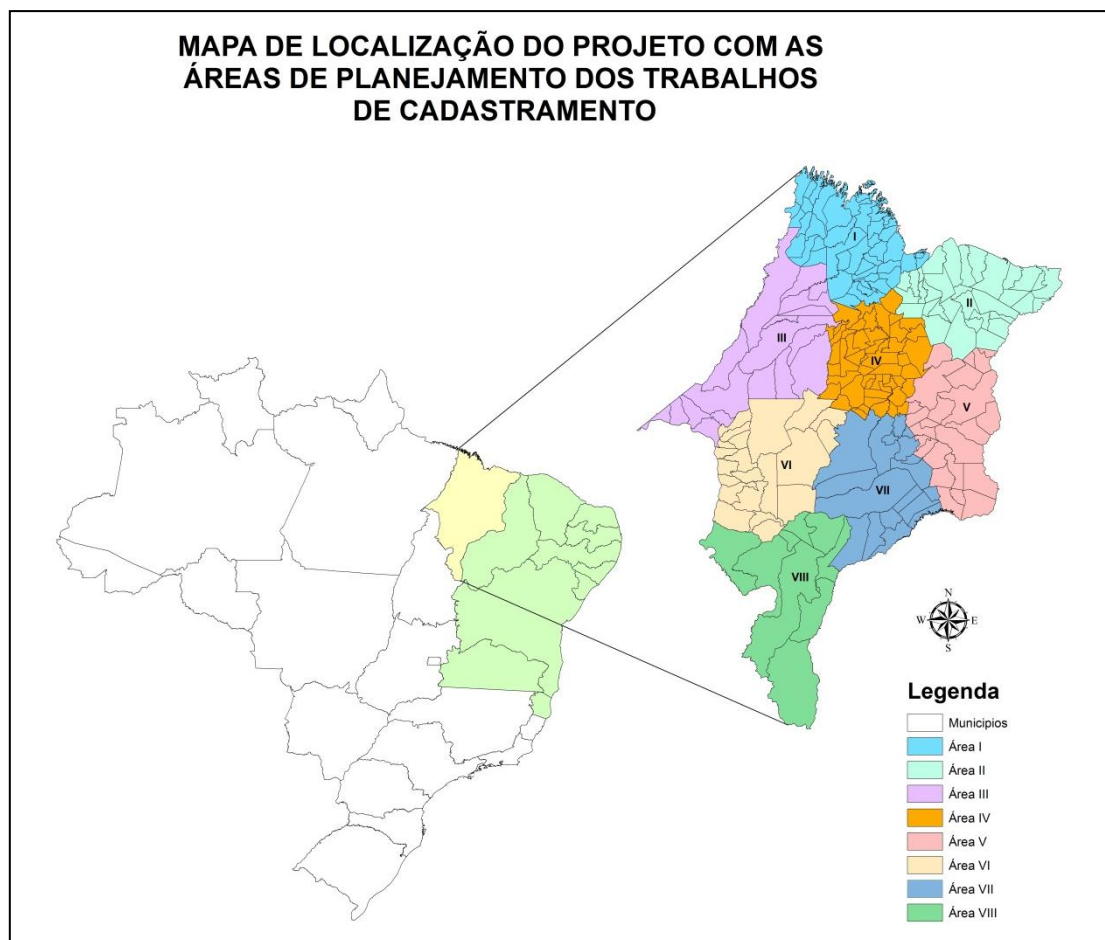 MAPA DE LOCALIZAÇÃO DO PROJETO COM AS
ÁREAS DE PLANEJAMENTO DOS TRABALHOS
DE CADASTRAMENTO
I
II
III
IV
V
VI
VII
VIII
N
W E
S
Legenda
Municipios
Área I
Área II
Área III
Área IV
Área V
Área VI
Área VII
Área VIII